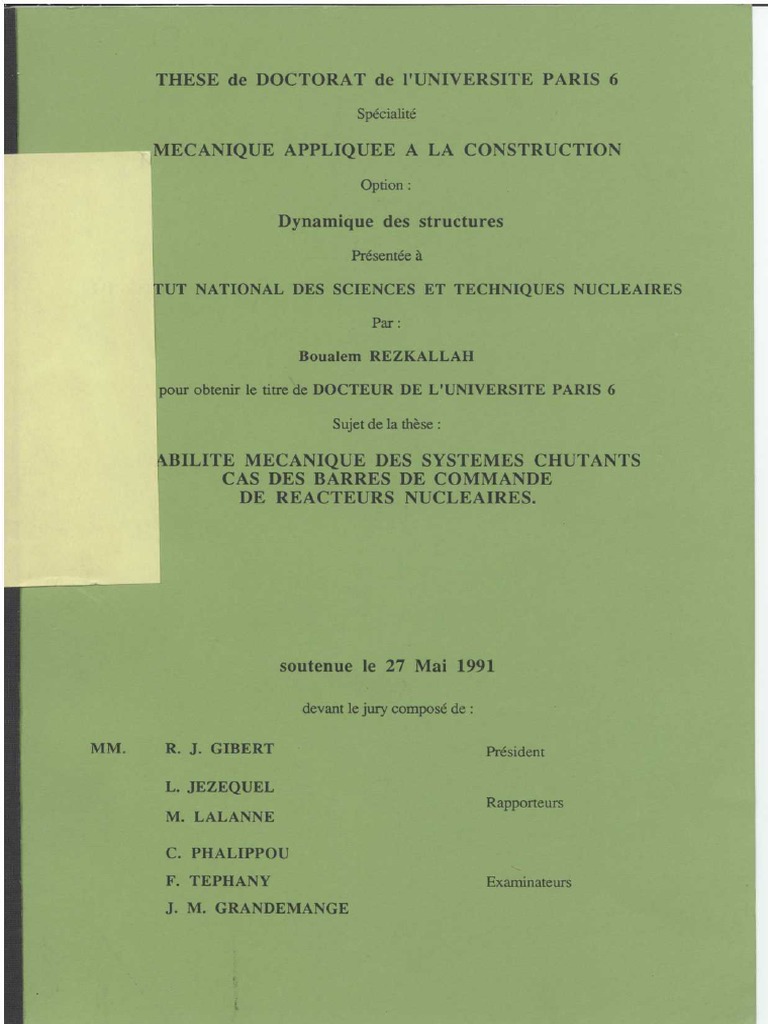 THESE de DOCTORAT de l'UNIVERSITE PARIS 6
Spécialité
MECANIQUE APPLIQUEE A LA CONSTRUCTION
Option :
Dynamique des structures
Présentée à
TUT NATIONAL DES SCIENCES ET TECHNIQUES NUCLEAIRES
Par :
Boualem REZKALLAH
pour obtenir le titre de DOCTEUR DE L'UNIVERSITE PARIS 6
Sujet de la thèse :
ABILITE MECANIQUE DES SYSTEMES CHUTANTS
CAS DES BARRES DE COMMANDE
DE REACTEURS NUCLEAIRES.
soutenue le 27 Mai 1991
devant le jury composé de :
MM. R. J. GIBERT Président
L. JEZEQUEL
Rapporteurs
M. LALANNE
C. PHALIPPOU
F. TEPHANY Examinateurs
J. M. GRANDEMANGE